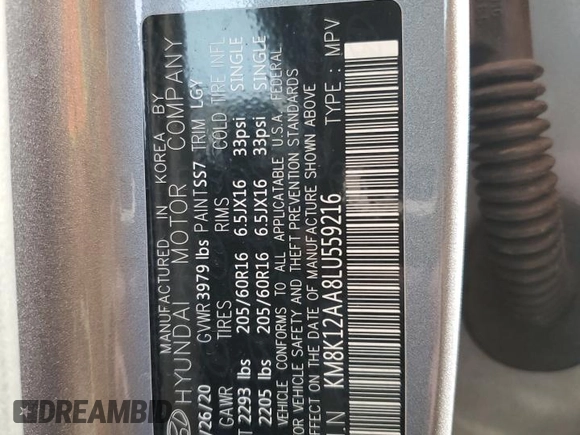 MANUFACTURED IN KOREA BY
HYUNDAI MOTOR COMPANY
/26/20 GVWR 3979 lbs PAINT SS7 TRIM LGY
GAWR TIRES RIMS COLD TIRE INFL
T 2293 lbs 205/60R16 6.5JX16 33psi SINGLE
2205 lbs 205/60R16 6.5JX16 33psi SINGLE
VEHICLE CONFORMS TO ALL APPLICABLE U.S.A. FEDERAL
OR VEHICLE SAFETY AND THEFT PREVENTION STANDARDS
CT ON THE DATE OF MANUFACTURE SHOWN ABOVE
I.N KM8K12AA8LU559216 TYPE : MPV
© BIDFAX